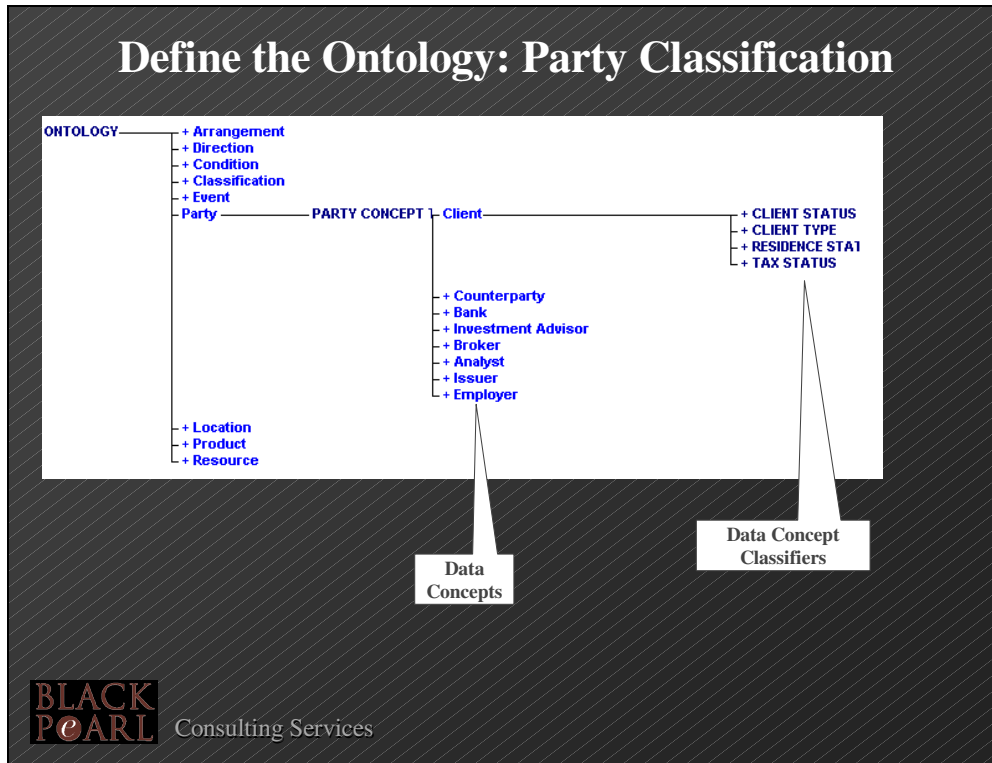 Define the Ontology: Party Classification
ONTOLOGY
+ Arrangement
+ Direction
+ Condition
+ Classification
+ Event
Party
PARTY CONCEPT
Client
+ CLIENT STATUS
+ CLIENT TYPE
+ RESIDENCE STAT
+ TAX STATUS
+ Counterparty
+ Bank
+ Investment Advisor
+ Broker
+ Analyst
+ Issuer
+ Employer
+ Location
+ Product
+ Resource
Data
Concepts
Data Concept
Classifiers
BLACK
PeARL
Consulting Services